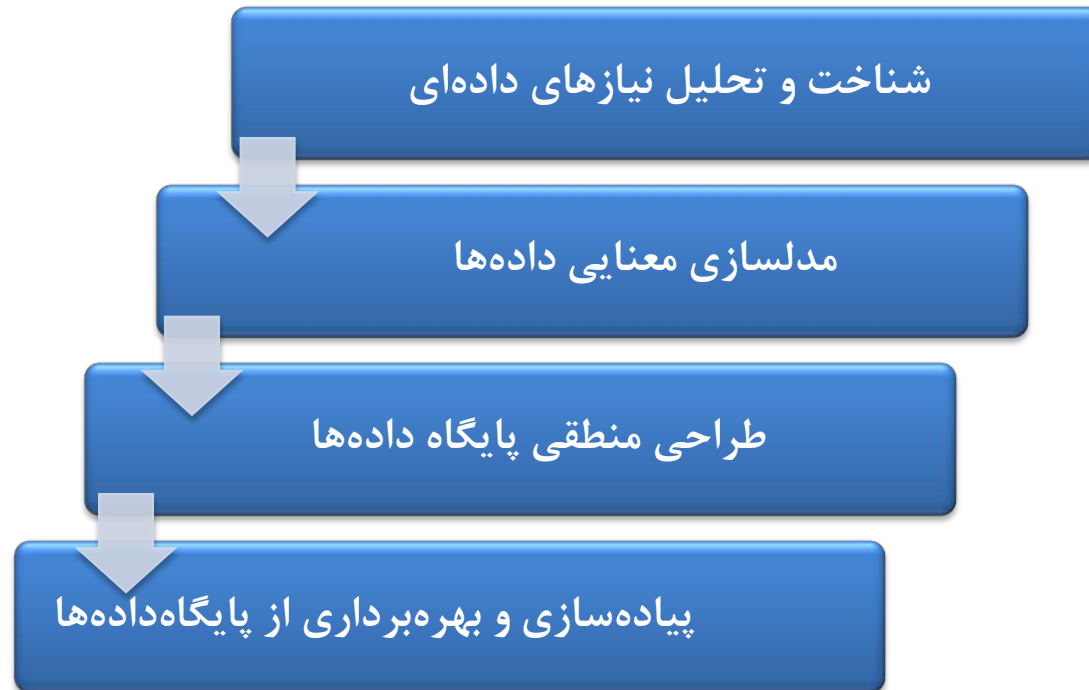 شناخت و تحلیل نیازهای داده‌ای
مدلسازی معنایی داده‌ها
طراحی منطقی پایگاه داده‌ها
پیاده‌سازی و بهره‌برداری از پایگاه‌داده‌ها